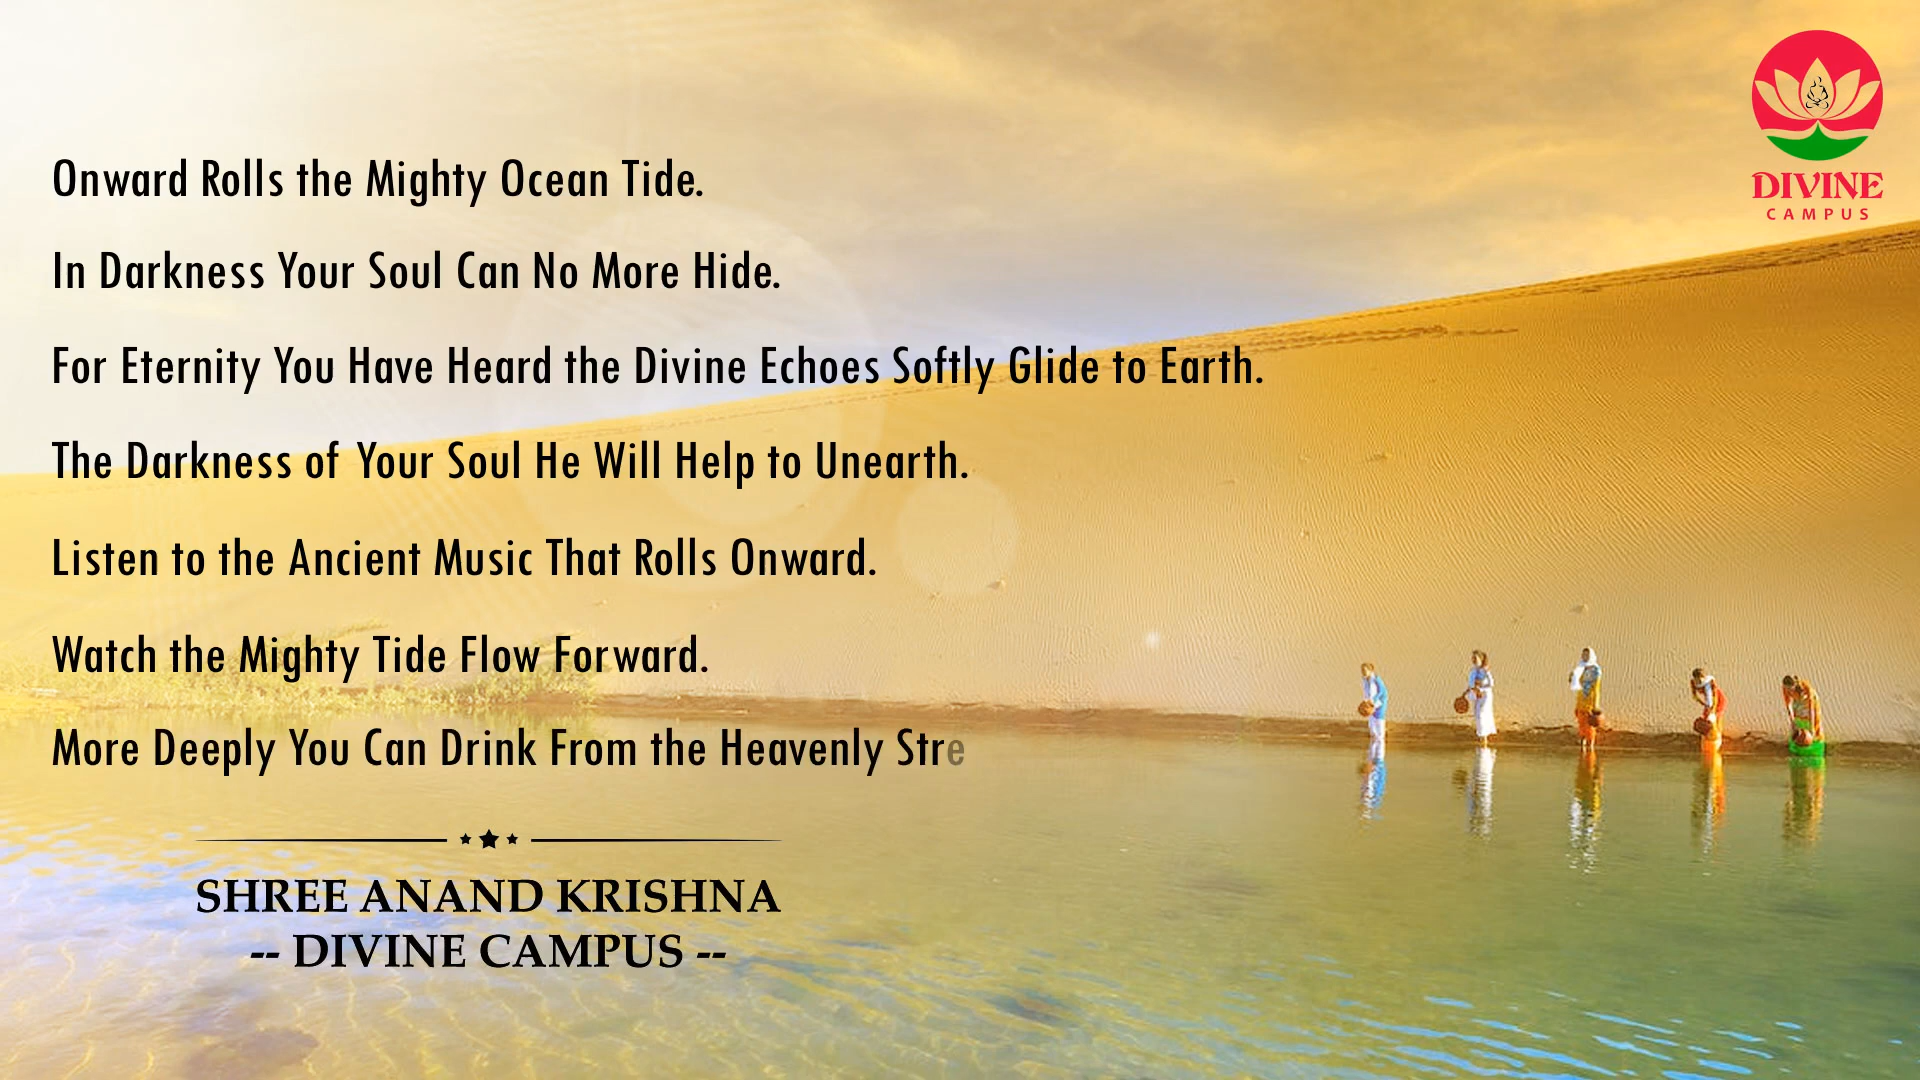 Onward Rolls the Mighty Ocean Tide.
In Darkness Your Soul Can No More Hide.
For Eternity You Have Heard the Divine Echoes Softly Glide to Earth.
The Darkness of Your Soul He Will Help to Unearth.
Listen to the Ancient Music That Rolls Onward.
Watch the Mighty Tide Flow Forward.
More Deeply You Can Drink From the Heavenly Stre
SHREE ANAND KRISHNA
-- DIVINE CAMPUS --
DIVINE
CAMPUS